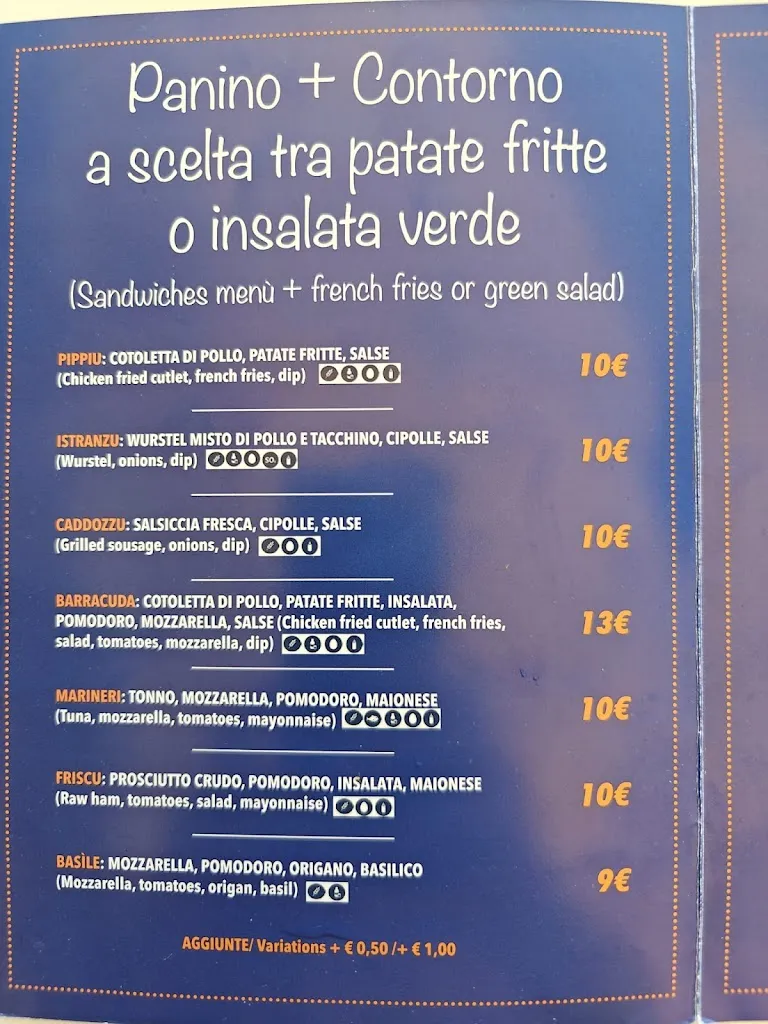 Panino + Contorno
a scelta tra patate fritte
o insalata verde
(Sandwiches menù + french fries or green salad)
PIPPIU: COTOLETTA DI POLLO, PATATE FRITTE, SALSE
(Chicken fried cutlet, french fries, dip)
10€
ISTRANZU: WURSTEL MISTO DI POLLO E TACCHINO, CIPOLLE, SALSE
(Wurstel, onions, dip) SO₂
10€
CADDOZZU: SALSICCIA FRESCA, CIPOLLE, SALSE
(Grilled sousage, onions, dip)
10€
BARRACUDA: COTOLETTA DI POLLO, PATATE FRITTE, INSALATA,
POMODORO, MOZZARELLA, SALSE (Chicken fried cutlet, french fries,
salad, tomatoes, mozzarella, dip)
13€
MARINERI: TONNO, MOZZARELLA, POMODORO, MAIONESE
(Tuna, mozzarella, tomatoes, mayonnaise)
10€
FRISCU: PROSCIUTTO CRUDO, POMODORO, INSALATA, MAIONESE
(Raw ham, tomatoes, salad, mayonnaise)
10€
BASÌLE: MOZZARELLA, POMODORO, ORIGANO, BASILICO
(Mozzarella, tomatoes, origan, basil)
9€
AGGIUNTE/ Variations + € 0,50 /+ € 1,00